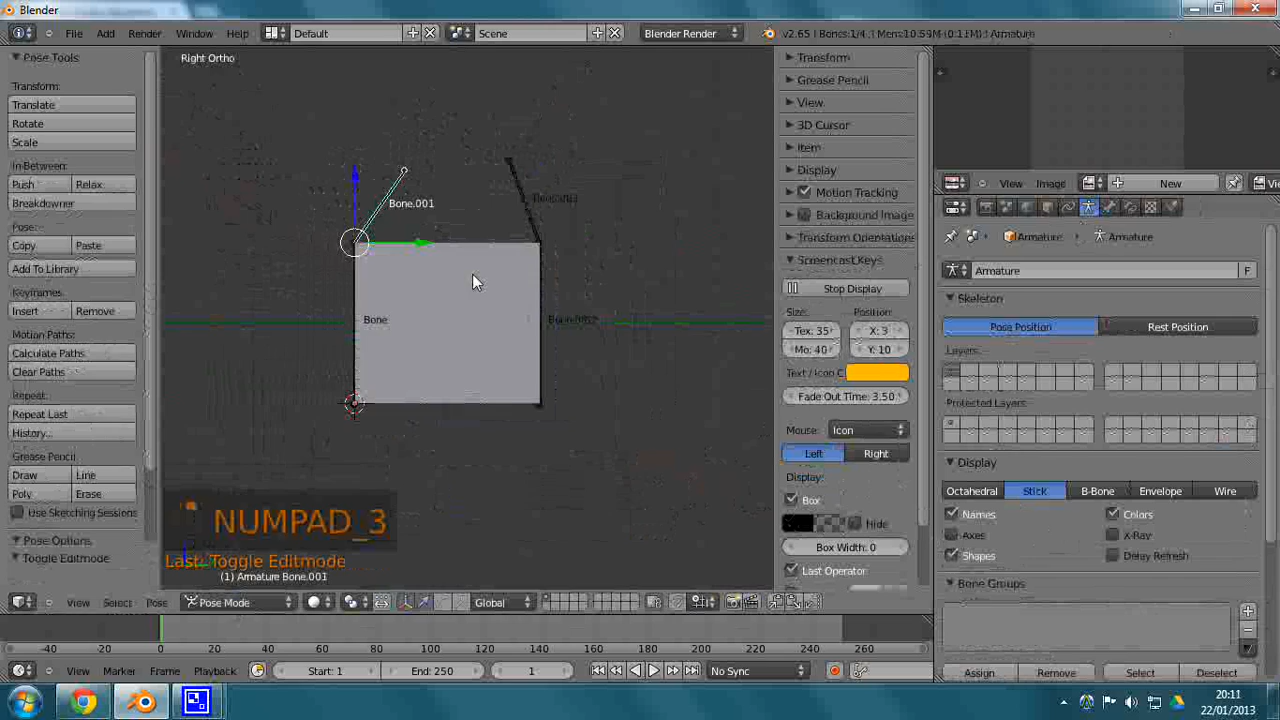 Blender
File Add Render Window Help Default Scene Blender Render v2.65 | Bones:1/4 | Mem:10.59M (0.11M) | Armature
Pose Tools
Transform:
Translate
Rotate
Scale
In-Between:
Push Relax
Breakdowner
Pose:
Copy Paste
Add To Library
Keyframes:
Insert Remove
Motion Paths:
Calculate Paths
Clear Paths
Repeat:
Repeat Last
History...
Grease Pencil:
Draw Line
Poly Erase
Use Sketching Sessions
Pose Options
Toggle Editmode
Right Ortho
Bone.001
Bone
NUMPAD_3
Last: Toggle Editmode
(1) Armature Bone.001
View Select Pose Pose Mode Global
Transform
Grease Pencil
View
3D Cursor
Item
Display
Motion Tracking
Background Image
Transform Orientations
Screencast Keys
Stop Display
Size: Position:
Tex: 35 X: 3
Mo: 40 Y: 10
Text / Icon C
Fade Out Time: 3.50
Mouse: Icon
Left Right
Display:
Box
Hide
Box Width: 0
Last Operator
View Image New
Armature Armature
Armature F
Skeleton
Pose Position Rest Position
Layers:
Protected Layers:
Display
Octahedral Stick B-Bone Envelope Wire
Names Colors
Axes X-Ray
Shapes Delay Refresh
Bone Groups
Assign Remove Select Deselect
-40 -20 0 20 40 60 80 100 120 140 160 180 200 220 240 260
View Marker Frame Playback Start: 1 End: 250 1 No Sync
20:11
22/01/2013